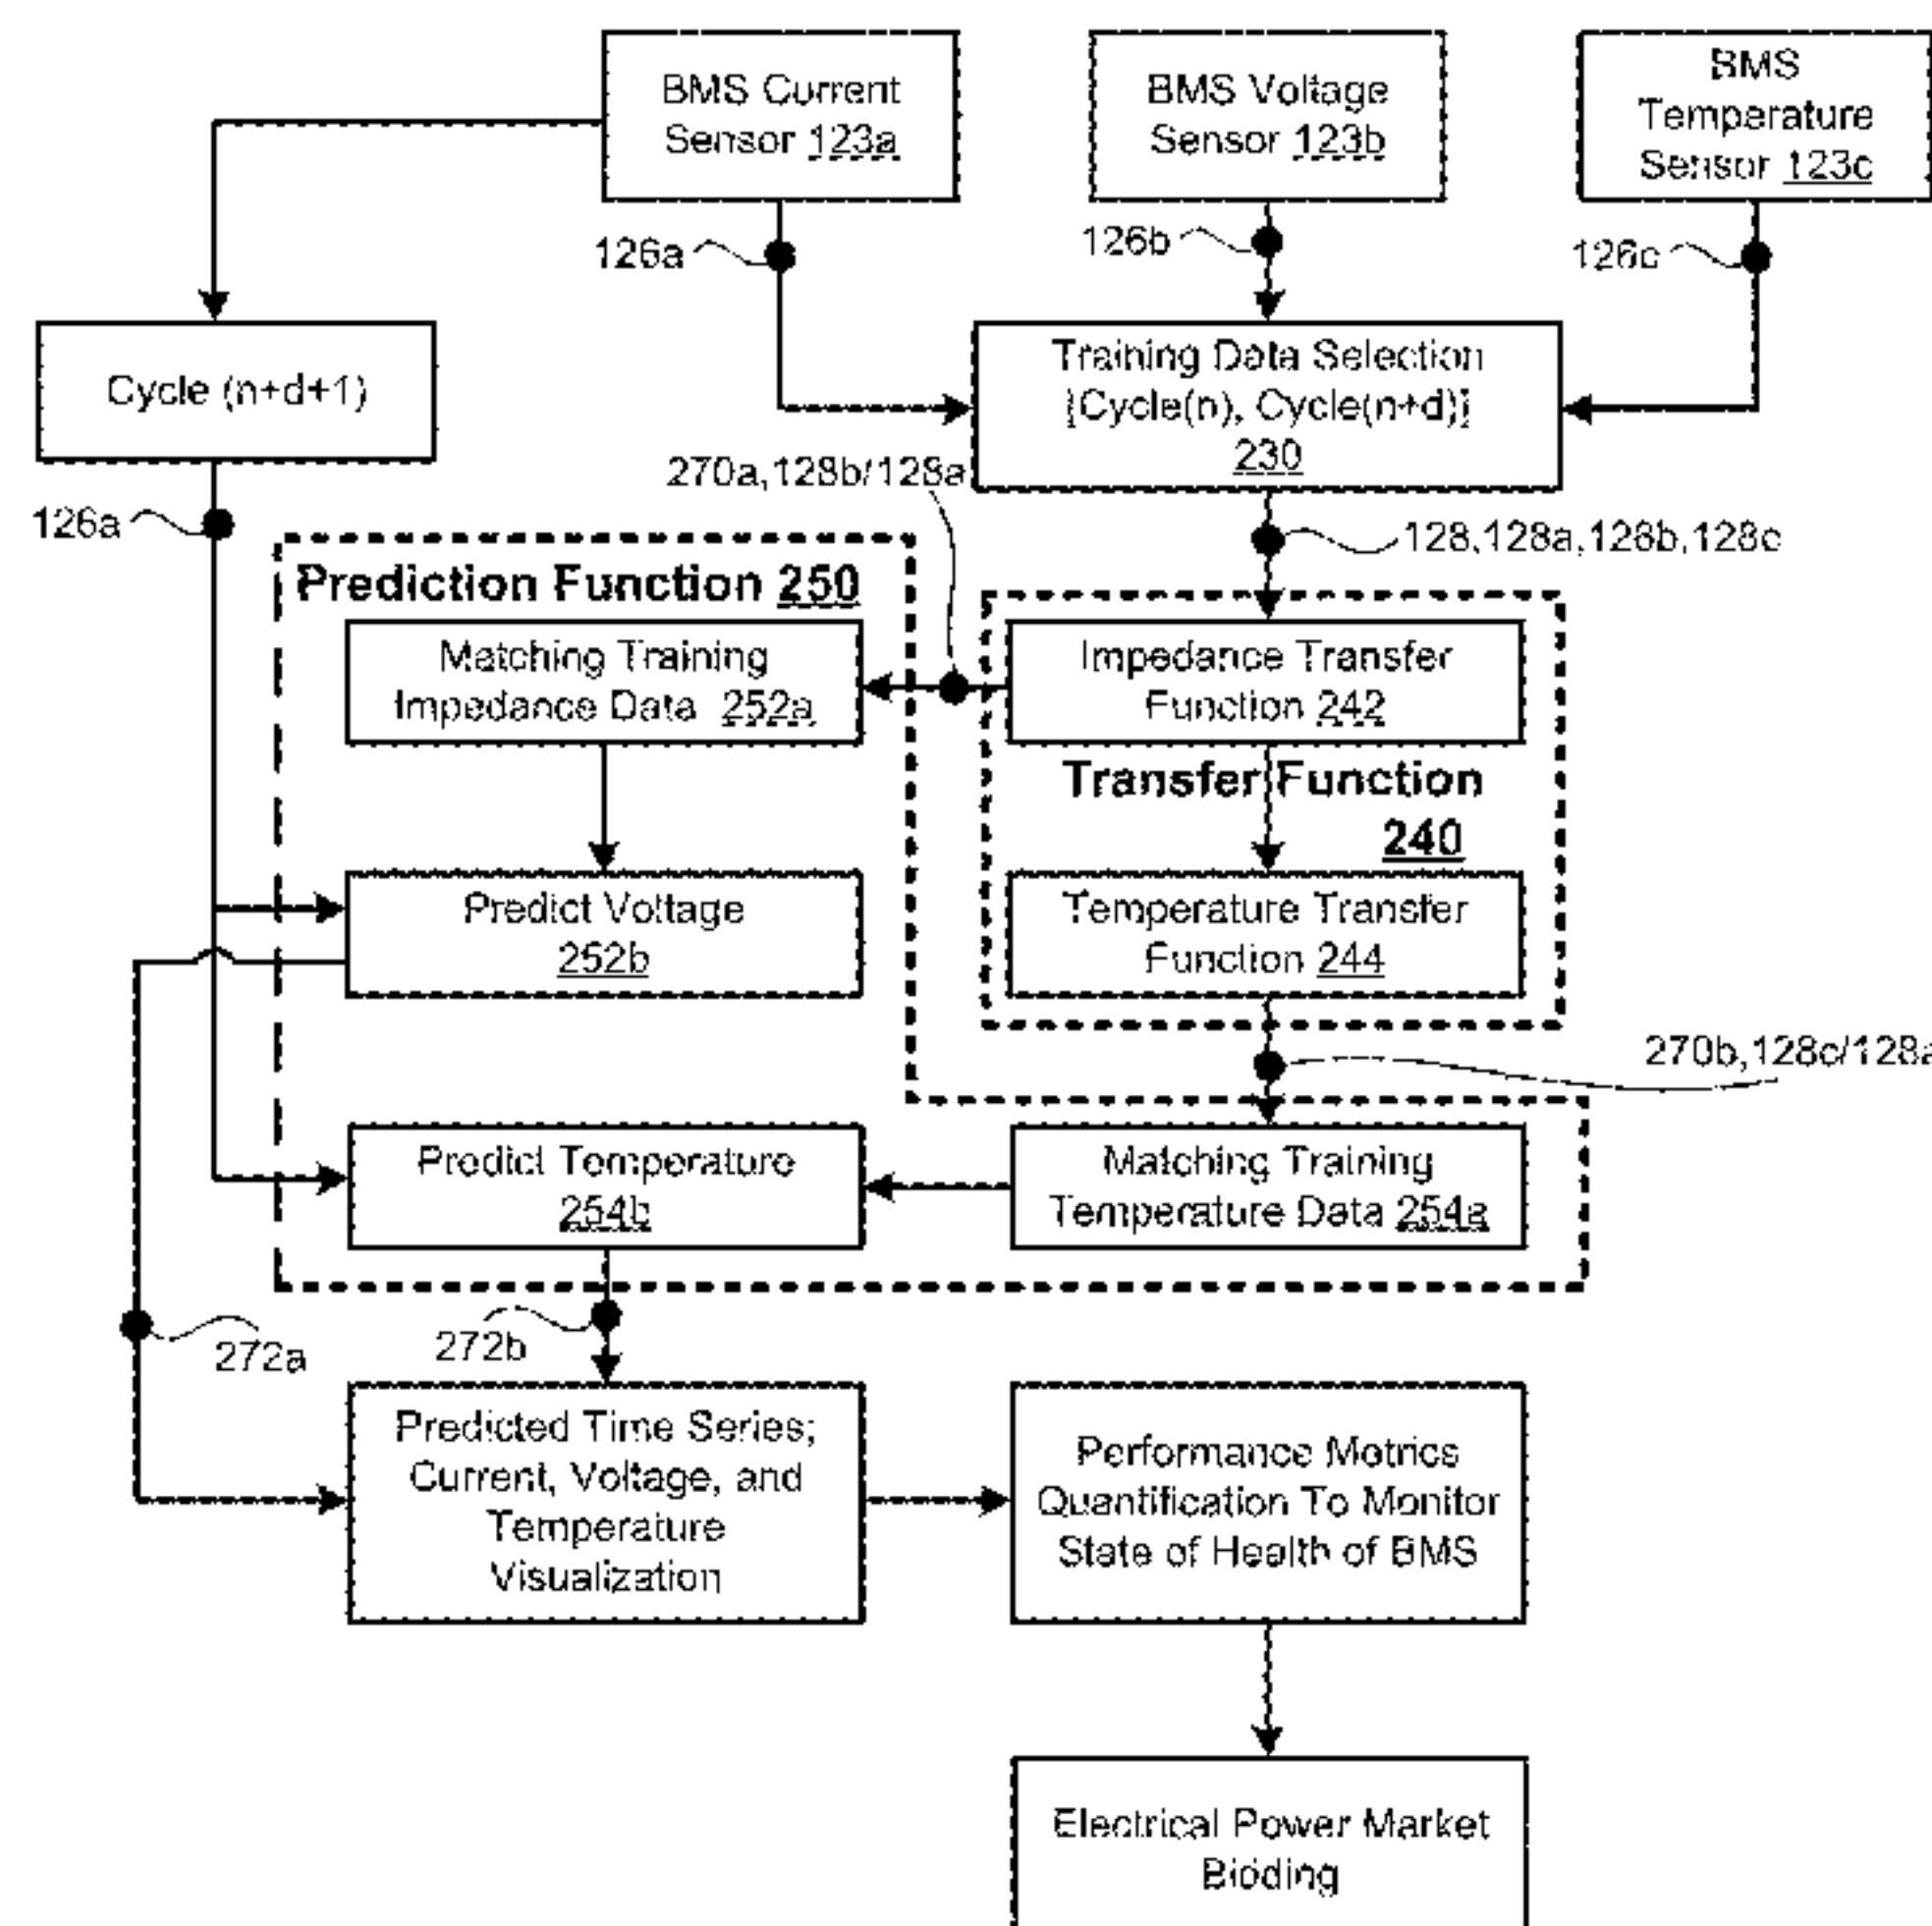 BMS Current
Sensor 123a
BMS Voltage
Sensor 123b
BMS
Temperature
Sensor 123c
126a
126b
126c
Cycle (n+d+1)
Training Data Selection
[Cycle(n), Cycle(n+d)]
230
270a,128b/128a
126a
128,128a,128b,128c
Prediction Function 250
Matching Training
Impedance Data 252a
Impedance Transfer
Function 242
Transfer Function
240
Predict Voltage
252b
Temperature Transfer
Function 244
270b,128c/128a
Predict Temperature
254b
Matching Training
Temperature Data 254a
272a
272b
Predicted Time Series;
Current, Voltage, and
Temperature
Visualization
Performance Metrics
Quantification To Monitor
State of Health of BMS
Electrical Power Market
Bidding